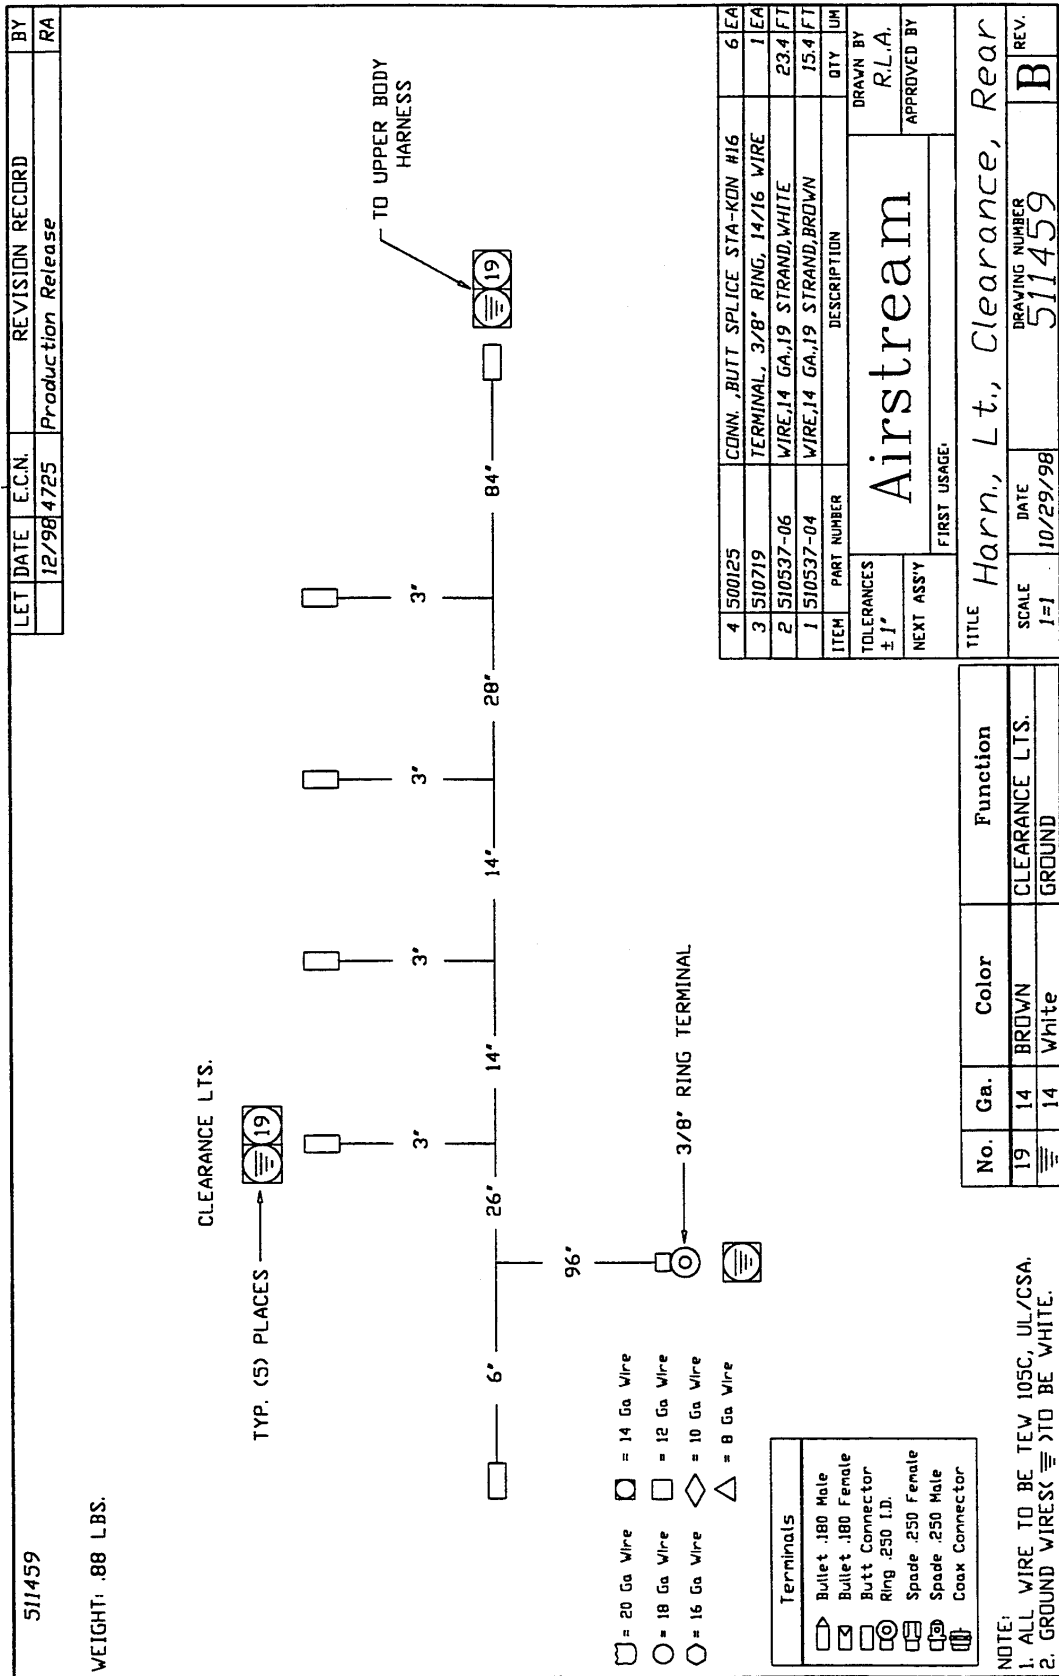 511459
LET DATE E.C.N. REVISION RECORD BY
12/98 4725 Production Release RA
WEIGHT: .88 LBS.
CLEARANCE LTS.
TYP. (5) PLACES
19
TO UPPER BODY
HARNESS
19
3" 3" 3" 3"
6" 26" 14" 14" 28" 84"
96"
3/8" RING TERMINAL
= 20 Ga Wire = 14 Ga Wire
= 18 Ga Wire = 12 Ga Wire
= 16 Ga Wire = 10 Ga Wire
= 8 Ga Wire
Terminals
Bullet .180 Male
Bullet .180 Female
Butt Connector
Ring .250 I.D.
Spade .250 Female
Spade .250 Male
Coax Connector
NOTE:
1. ALL WIRE TO BE TEW 105C, UL/CSA.
2. GROUND WIRES( )TO BE WHITE.
No. Ga. Color Function
19 14 BROWN CLEARANCE LTS.
14 White GROUND
4 500125 CONN. ,BUTT SPLICE STA-KON #16 6 EA
3 510719 TERMINAL, 3/8" RING, 14/16 WIRE 1 EA
2 510537-06 WIRE,14 GA.,19 STRAND,WHITE 23.4 FT
1 510537-04 WIRE,14 GA.,19 STRAND,BROWN 15.4 FT
ITEM PART NUMBER DESCRIPTION QTY UM
TOLERANCES
± 1"
NEXT ASS'Y
Airstream
FIRST USAGE:
DRAWN BY
R.L.A.
APPROVED BY
TITLE Harn., Lt., Clearance, Rear
SCALE
1=1
DATE
10/29/98
DRAWING NUMBER
511459
B
REV.